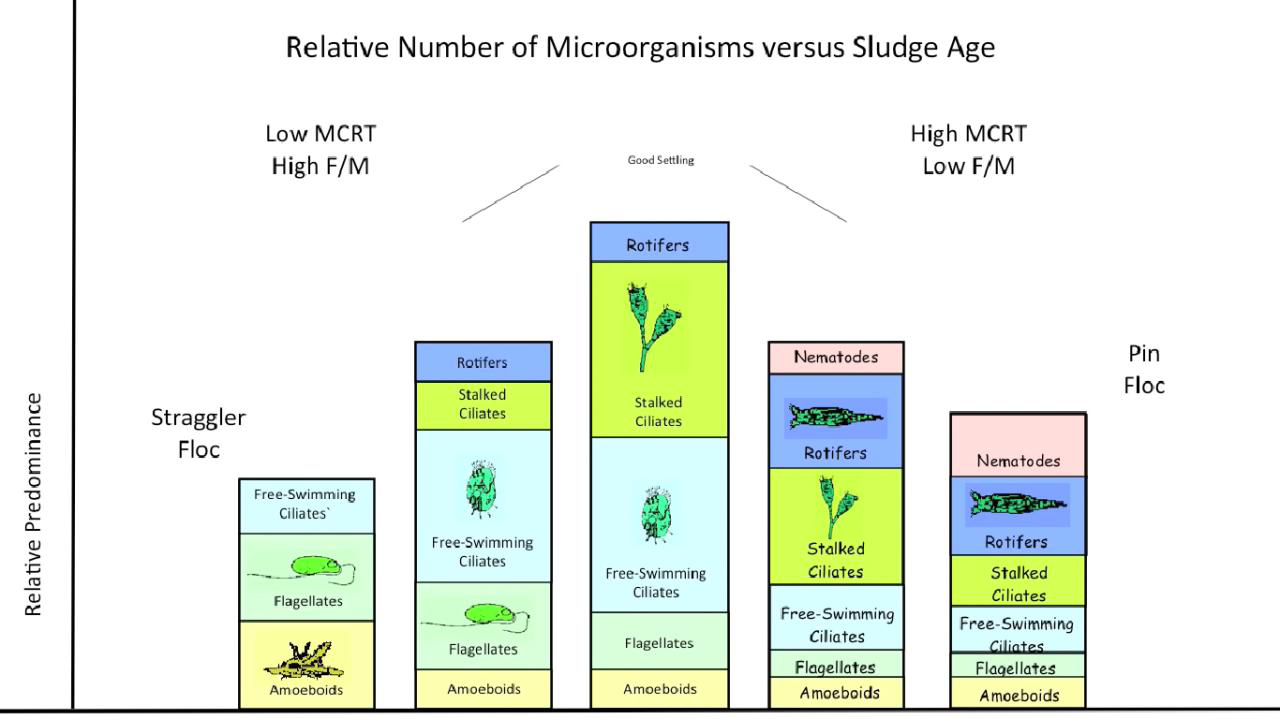 Relative Number of Microorganisms versus Sludge Age
Low MCRT
High F/M
Good Settling
High MCRT
Low F/M
Relative Predominance
Straggler
Floc
Free-Swimming
Ciliates`
Flagellates
Amoeboids
Rotifers
Stalked
Ciliates
Free-Swimming
Ciliates
Flagellates
Amoeboids
Rotifers
Stalked
Ciliates
Free-Swimming
Ciliates
Flagellates
Amoeboids
Nematodes
Rotifers
Stalked
Ciliates
Free-Swimming
Ciliates
Flagellates
Amoeboids
Pin
Floc
Nematodes
Rotifers
Stalked
Ciliates
Free-Swimming
Ciliates
Flagellates
Amoeboids